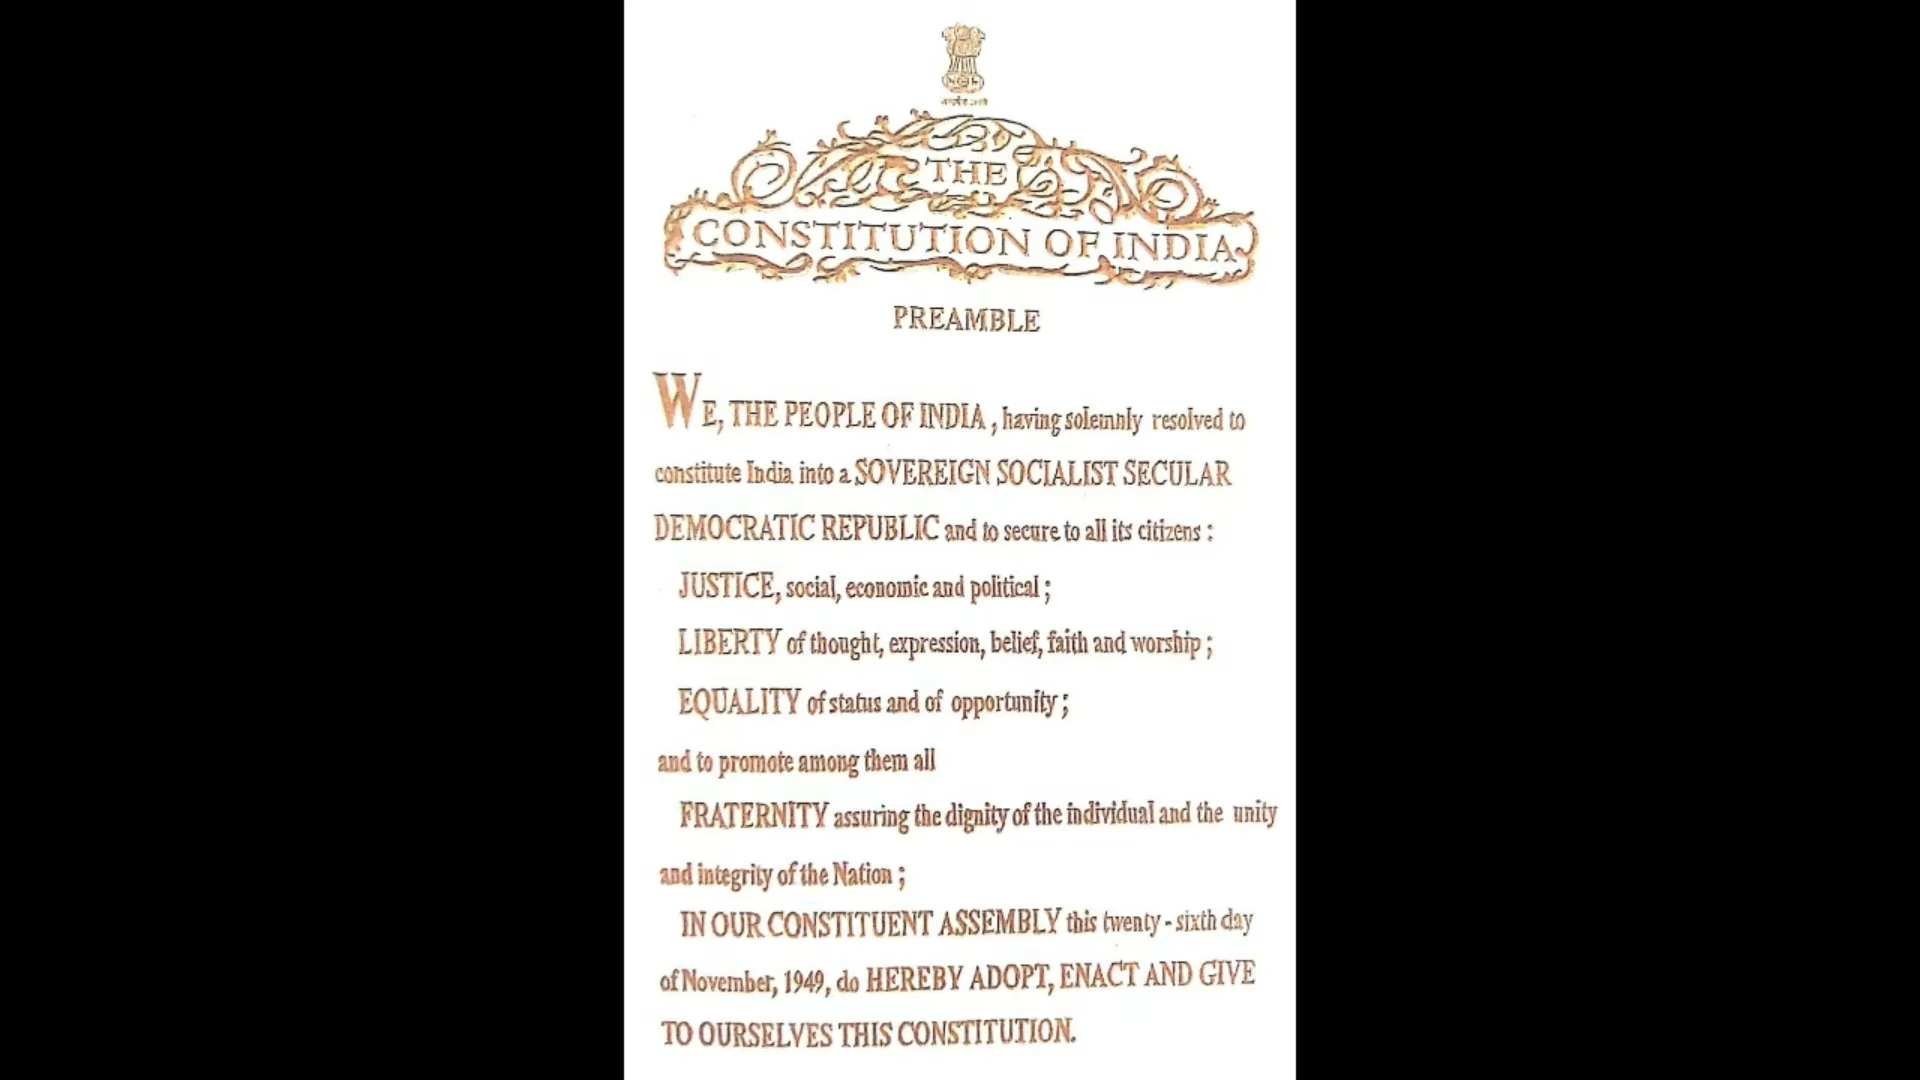 THE
CONSTITUTION OF INDIA
PREAMBLE
WE, THE PEOPLE OF INDIA, having solemnly resolved to
constitute India into a SOVEREIGN SOCIALIST SECULAR
DEMOCRATIC REPUBLIC and to secure to all its citizens :
JUSTICE, social, economic and political ;
LIBERTY of thought, expression, belief, faith and worship ;
EQUALITY of status and of opportunity ;
and to promote among them all
FRATERNITY assuring the dignity of the individual and the unity
and integrity of the Nation ;
IN OUR CONSTITUENT ASSEMBLY this twenty - sixth day
of November, 1949, do HEREBY ADOPT, ENACT AND GIVE
TO OURSELVES THIS CONSTITUTION.